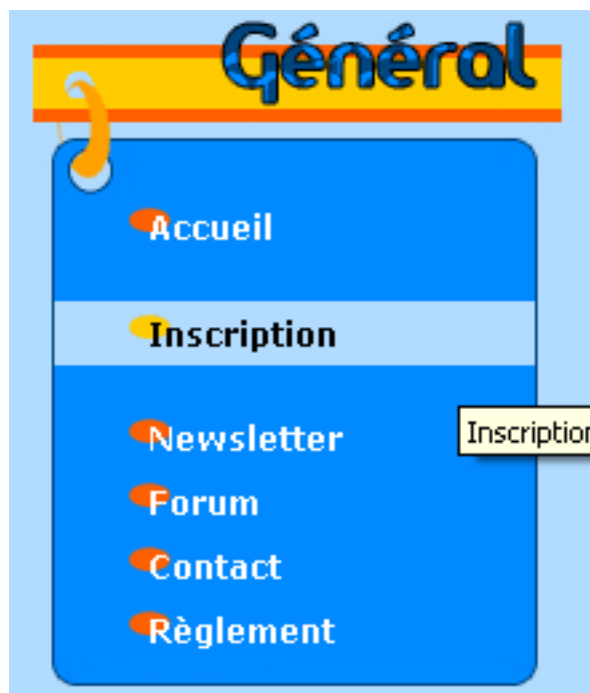 Général
Accueil
Inscription
Newsletter
Inscription
Forum
Contact
Règlement